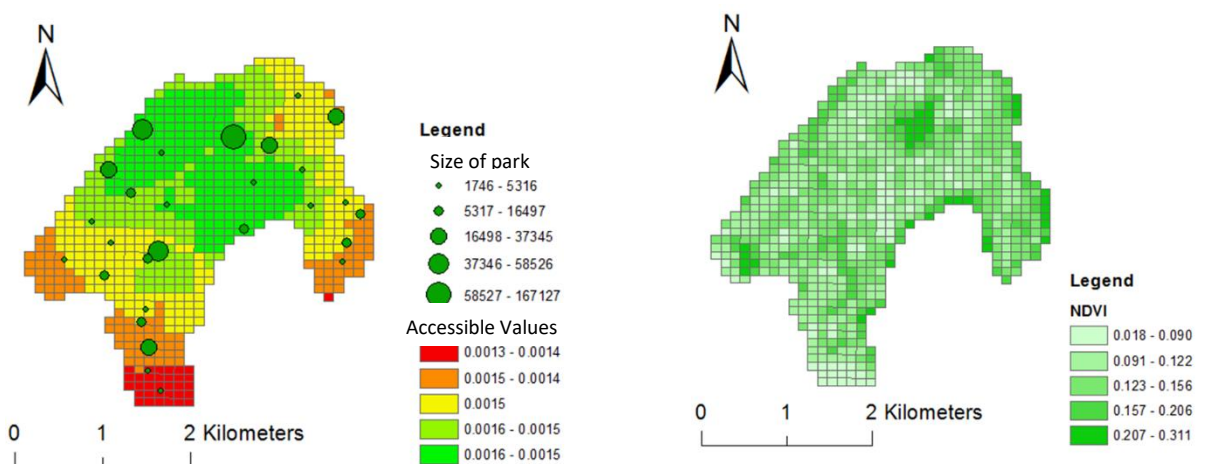 N
Legend
Size of park
1746 - 5316
5317 - 16497
16498 - 37345
37346 - 58526
58527 - 167127
Accessible Values
0.0013 - 0.0014
0.0015 - 0.0014
0.0015
0.0016 - 0.0015
0.0016 - 0.0015
0 1 2 Kilometers
N
Legend
NDVI
0.018 - 0.090
0.091 - 0.122
0.123 - 0.156
0.157 - 0.206
0.207 - 0.311
0 1 2 Kilometers